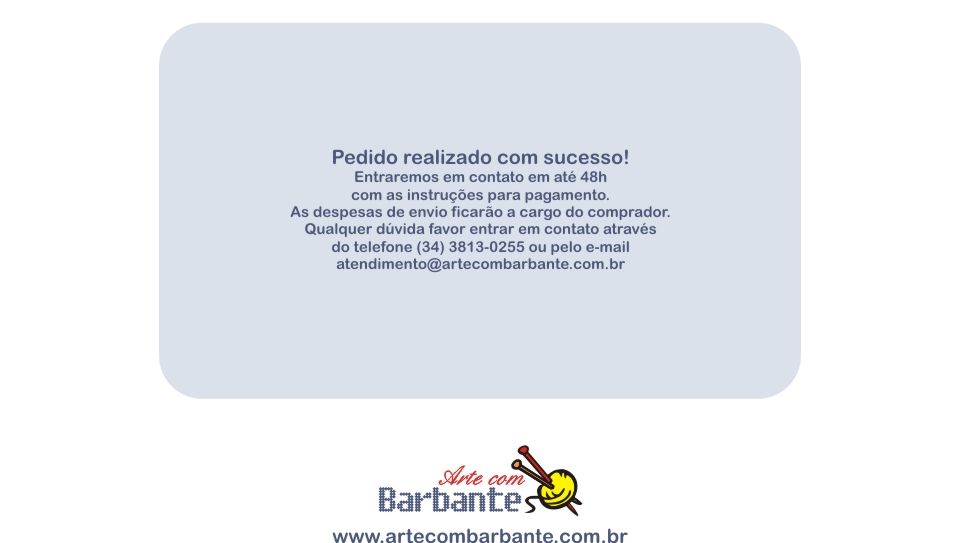 Pedido realizado com sucesso!
Entraremos em contato em até 48h
com as instruções para pagamento.
As despesas de envio ficarão a cargo do comprador.
Qualquer dúvida favor entrar em contato através
do telefone (34) 3813-0255 ou pelo e-mail
atendimento@artecombarbante.com.br
Arte com
Barbante
www.artecombarbante.com.br